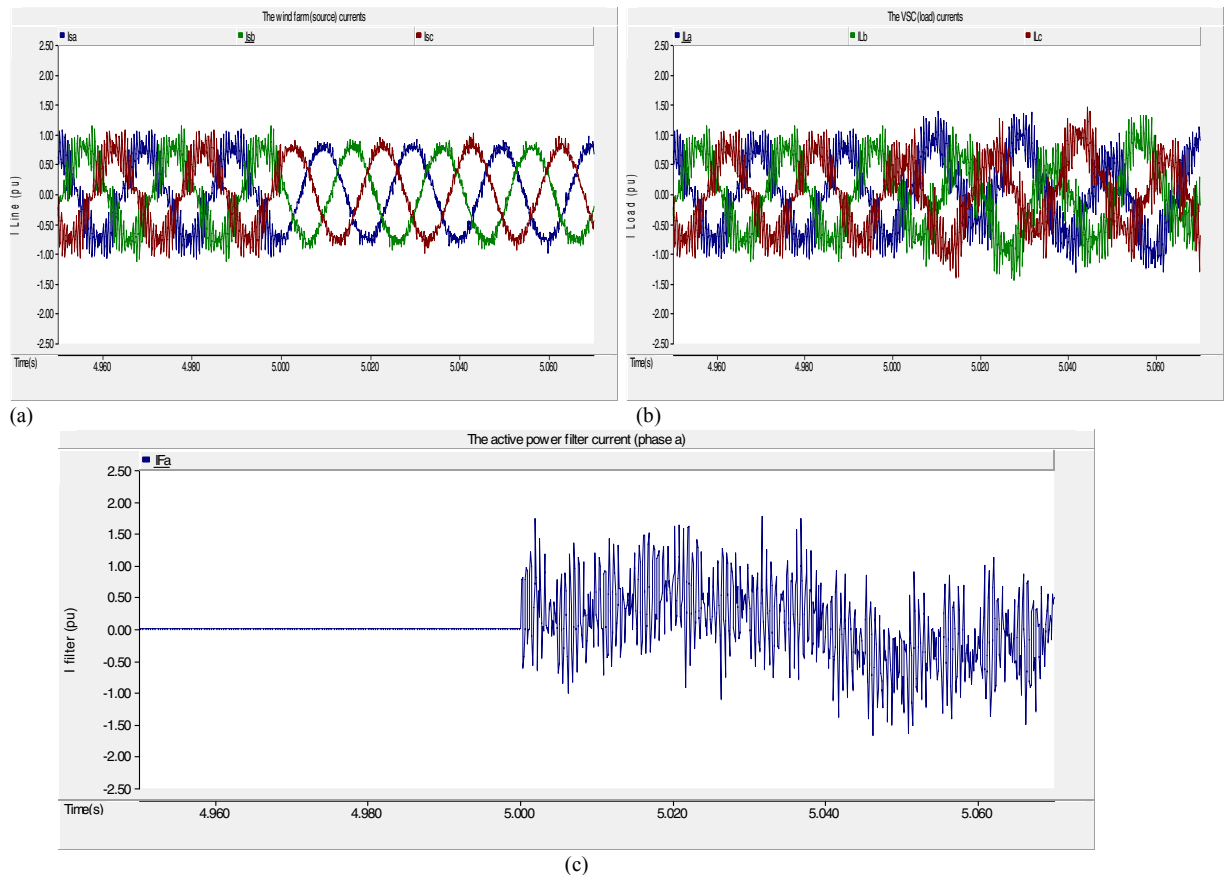 The wind farm (source) currents
Isa Isb Isc
I Line (pu)
2.50
2.00
1.50
1.00
0.50
0.00
-0.50
-1.00
-1.50
-2.00
-2.50
Time(s) 4.960 4.980 5.000 5.020 5.040 5.060
(a)
The VSC (load) currents
ILa ILb ILc
I Load (pu)
2.50
2.00
1.50
1.00
0.50
0.00
-0.50
-1.00
-1.50
-2.00
-2.50
Time(s) 4.960 4.980 5.000 5.020 5.040 5.060
(b)
The active power filter current (phase a)
IFa
I filter (pu)
2.50
2.00
1.50
1.00
0.50
0.00
-0.50
-1.00
-1.50
-2.00
-2.50
Time(s) 4.960 4.980 5.000 5.020 5.040 5.060
(c)